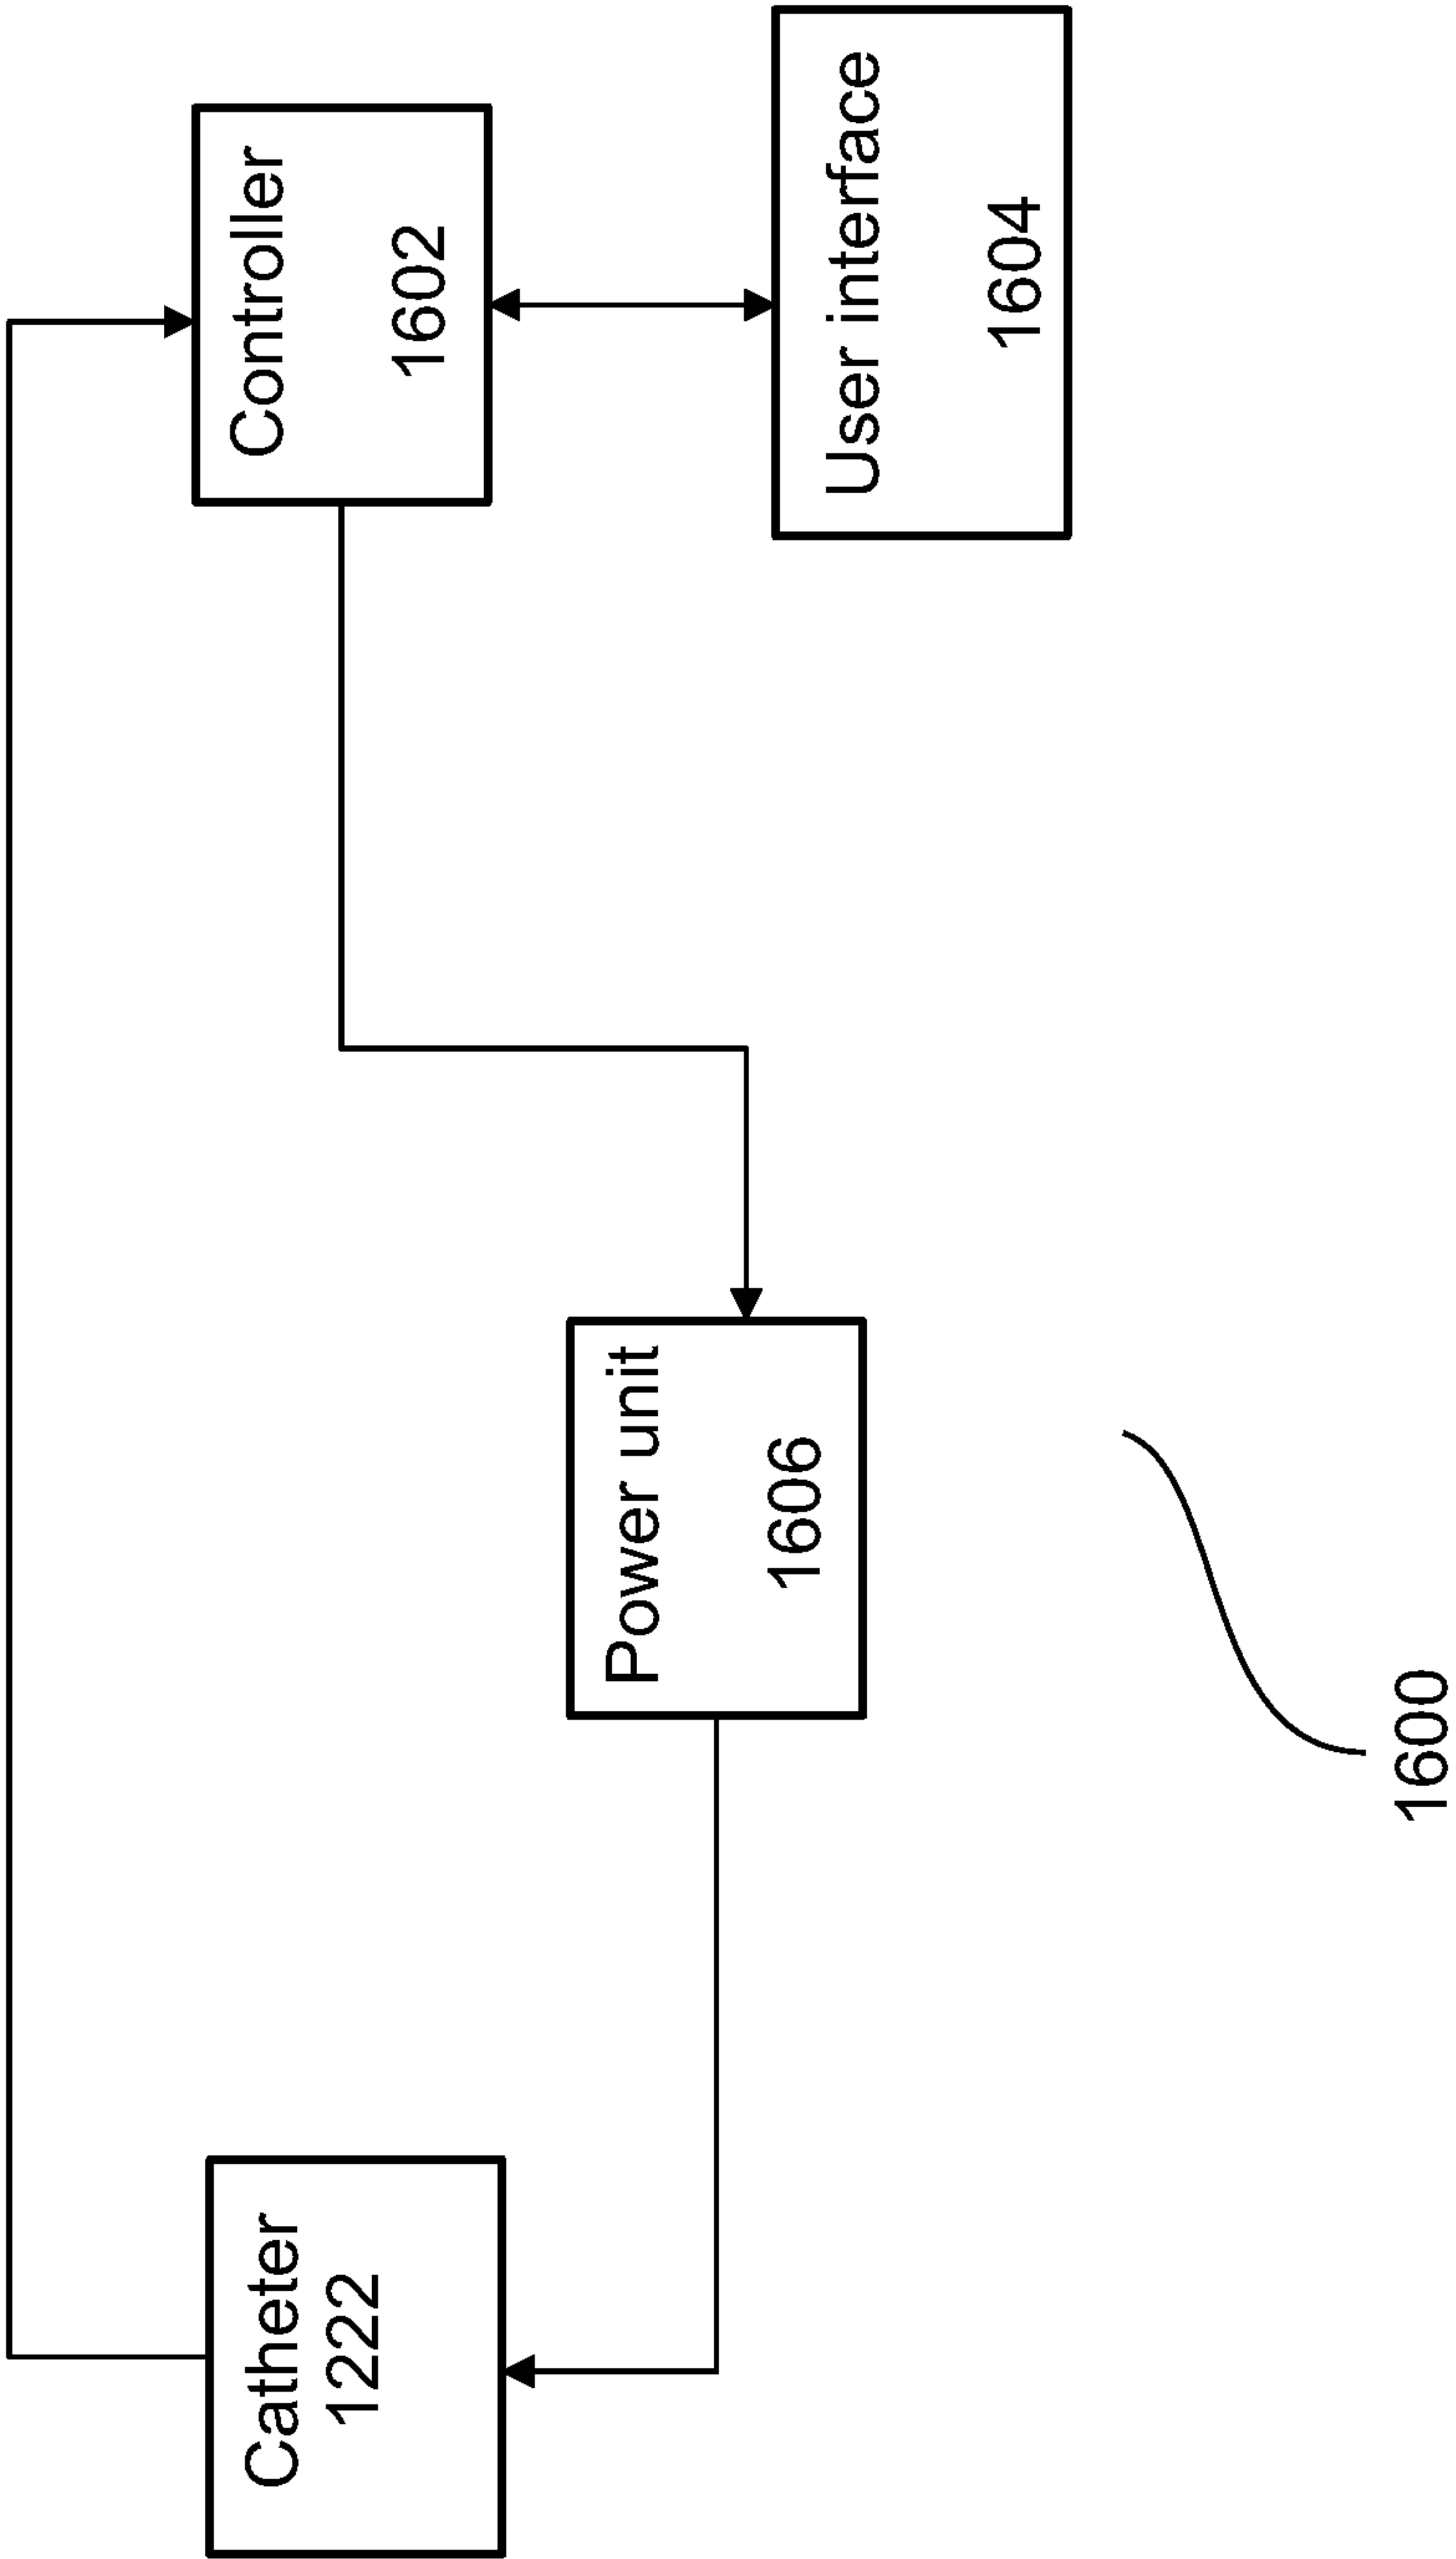 Catheter
1222
Controller
1602
Power unit
1606
User interface
1604
1600